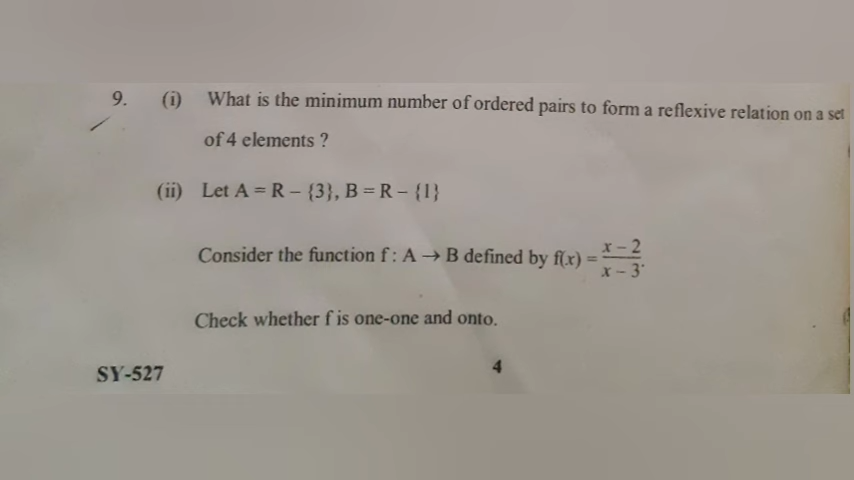 9. (i) What is the minimum number of ordered pairs to form a reflexive relation on a set
of 4 elements ?
(ii) Let A = R – {3}, B = R – {1}
Consider the function f : A → B defined by f(x) = (x – 2)/(x – 3).
Check whether f is one-one and onto.
SY-527 4